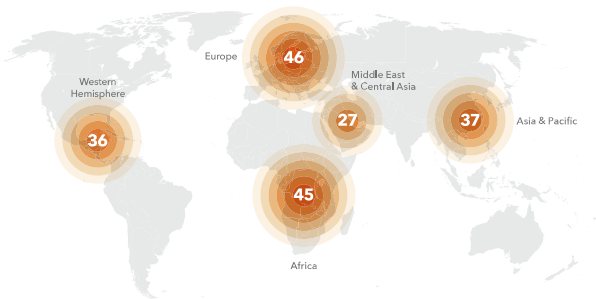 Europe
46
Middle East
& Central Asia
Western
Hemisphere
27
37
Asia & Pacific
36
45
Africa